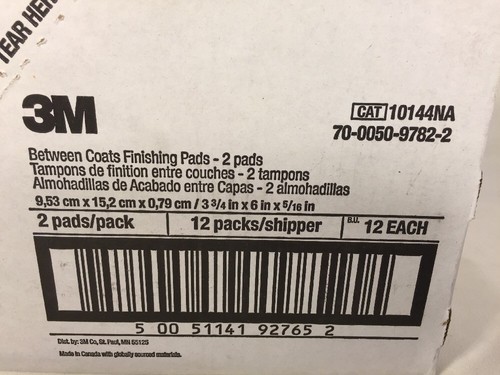 TEAR HERE
3M
CAT 10144NA
70-0050-9782-2
Between Coats Finishing Pads - 2 pads
Tampons de finition entre couches - 2 tampons
Almohadillas de Acabado entre Capas - 2 almohadillas
9,53 cm x 15,2 cm x 0,79 cm / 3 3/4 in x 6 in x 5/16 in
2 pads/pack 12 packs/shipper B.U. 12 EACH
5 00 51141 92765 2
Dist. by: 3M Co, St. Paul, MN 55125
Made in Canada with globally sourced materials.